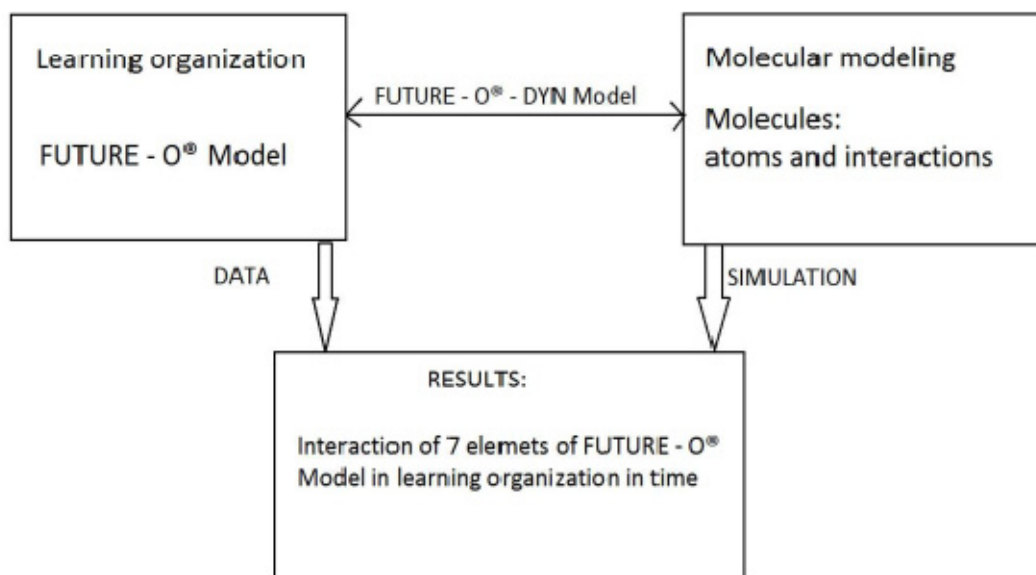 Learning organization
FUTURE - O® Model
FUTURE - O® - DYN Model
Molecular modeling
Molecules:
atoms and interactions
DATA
SIMULATION
RESULTS:
Interaction of 7 elemets of FUTURE - O®
Model in learning organization in time